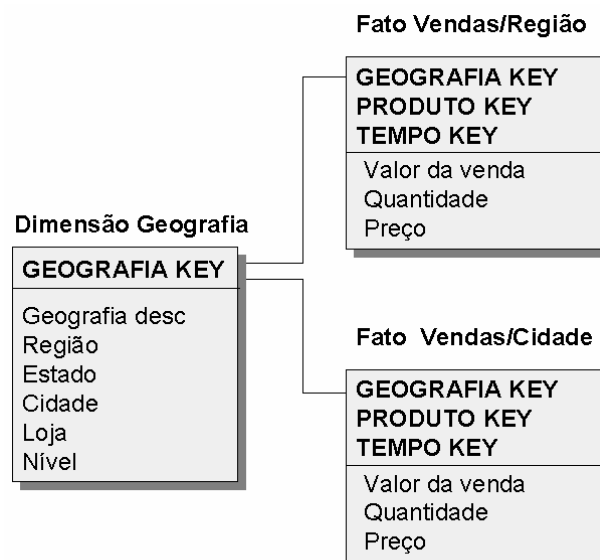 Fato Vendas/Região
GEOGRAFIA KEY
PRODUTO KEY
TEMPO KEY
Valor da venda
Quantidade
Preço
Dimensão Geografia
GEOGRAFIA KEY
Geografia desc
Região
Estado
Cidade
Loja
Nível
Fato Vendas/Cidade
GEOGRAFIA KEY
PRODUTO KEY
TEMPO KEY
Valor da venda
Quantidade
Preço